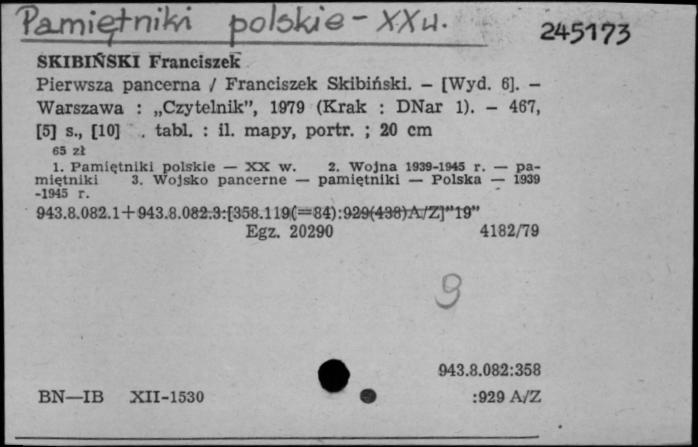 Pamiętniki polskie - XX w.
245173
SKIBIŃSKI Franciszek
Pierwsza pancerna / Franciszek Skibiński. — [Wyd. 6]. —
Warszawa : „Czytelnik”, 1979 (Krak : DNar 1). — 467,
[5] s., [10] . tabl. : il. mapy, portr. ; 20 cm
65 zł
1. Pamiętniki polskie — XX w. 2. Wojna 1939-1945 r. — pa-
miętniki 3. Wojsko pancerne — pamiętniki — Polska — 1939
-1945 r.
943.8.082.1+943.8.082.3:[358.119(=84):929(438)A/Z]"19"
Egz. 20290 4182/79
9
943.8.082:358
BN—IB XII-1530 :929 A/Z